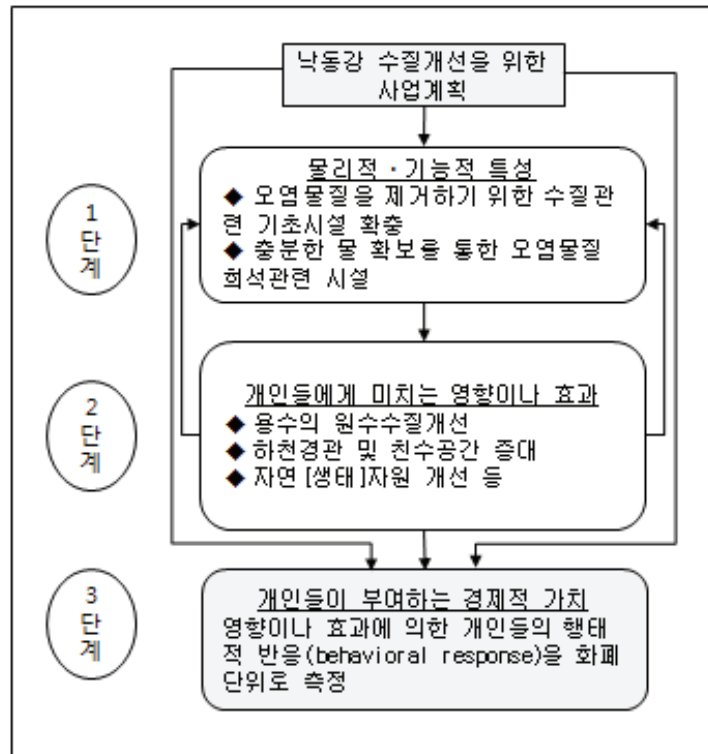 낙동강 수질개선을 위한
사업계획
물리적·기능적 특성
◆ 오염물질을 제거하기 위한 수질관
련 기초시설 확충
◆ 충분한 물 확보를 통한 오염물질
희석관련 시설
1
단
계
개인들에게 미치는 영향이나 효과
◆ 용수의 원수수질개선
◆ 하천경관 및 친수공간 증대
◆ 자연[생태]자원 개선 등
2
단
계
개인들이 부여하는 경제적 가치
영향이나 효과에 의한 개인들의 행태
적 반응(behavioral response)을 화폐
단위로 측정
3
단
계